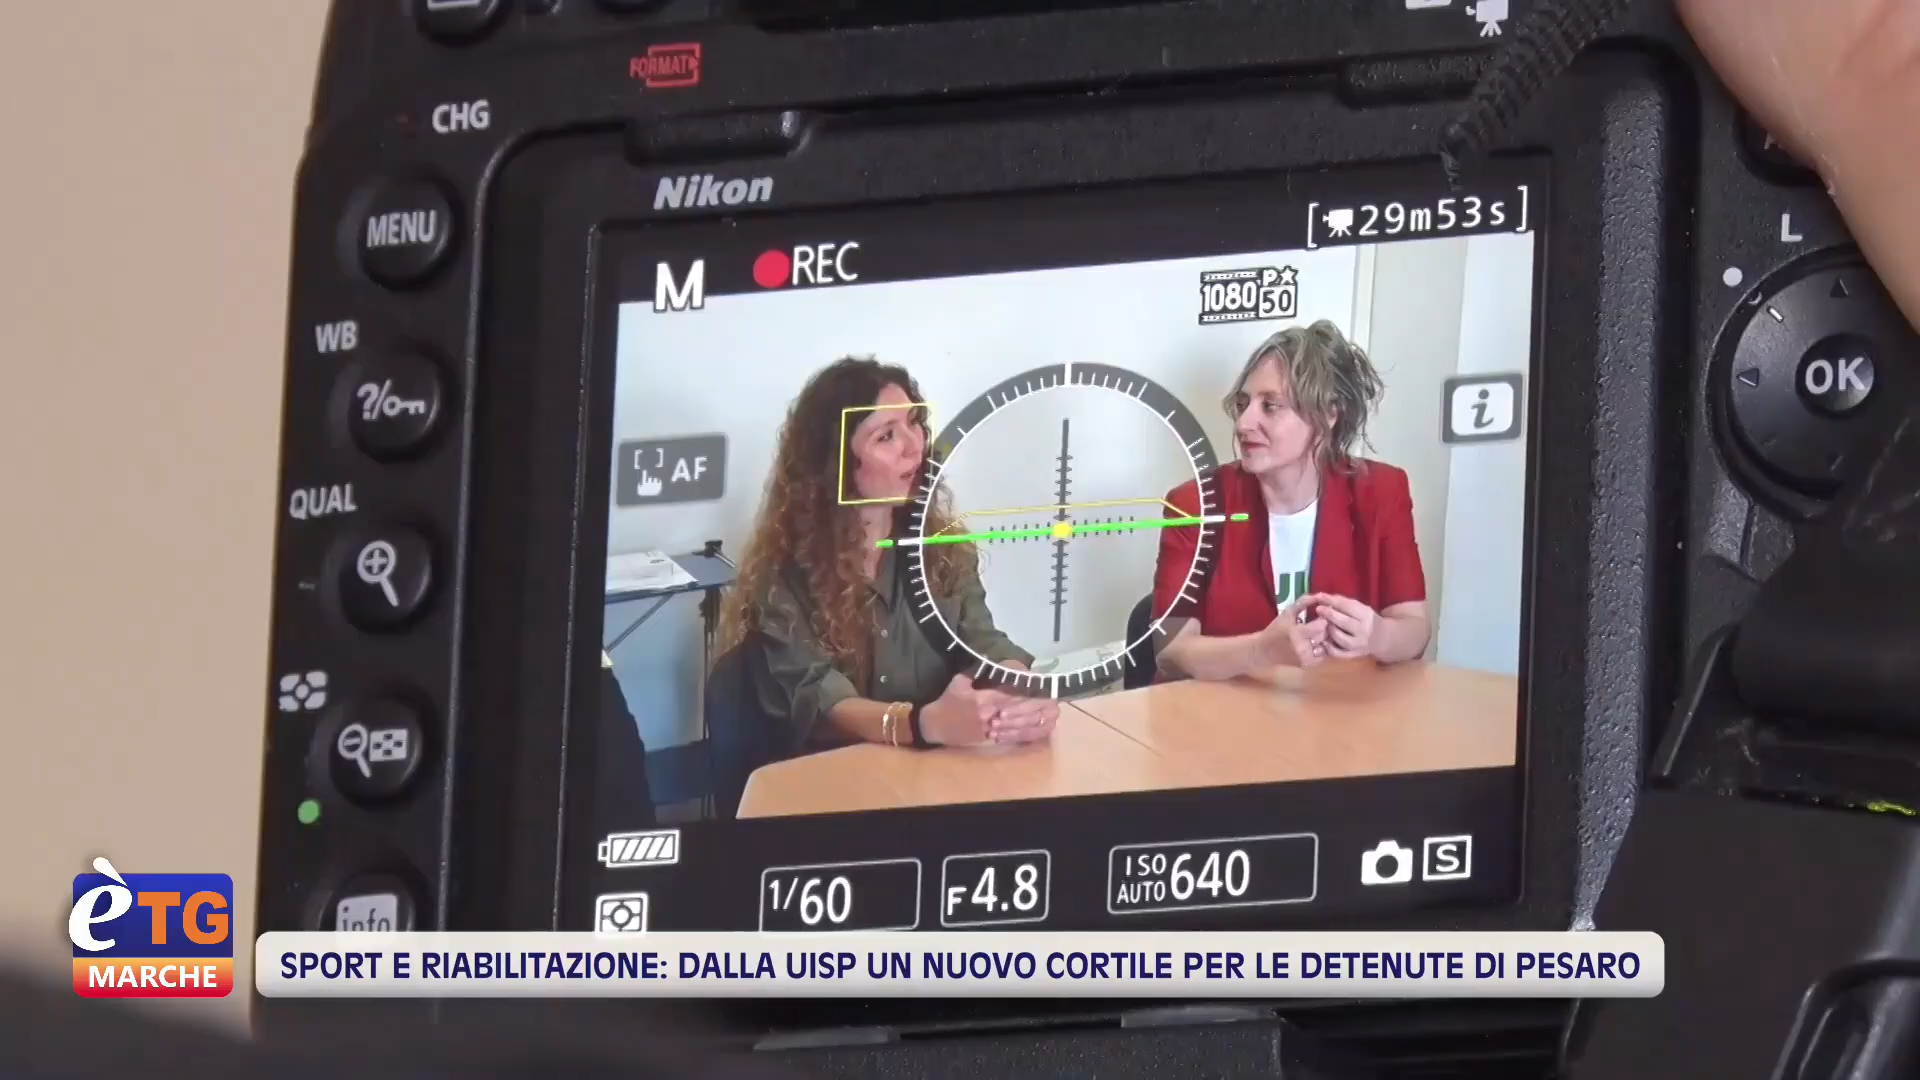 FORMAT
CHG
Nikon
MENU
[29m53s]
M
REC
L
1080 P★
50
WB
OK
i
?/
AF
QUAL
1/60
F4.8
ISO
AUTO 640
S
info
è TG
MARCHE
SPORT E RIABILITAZIONE: DALLA UISP UN NUOVO CORTILE PER LE DETENUTE DI PESARO